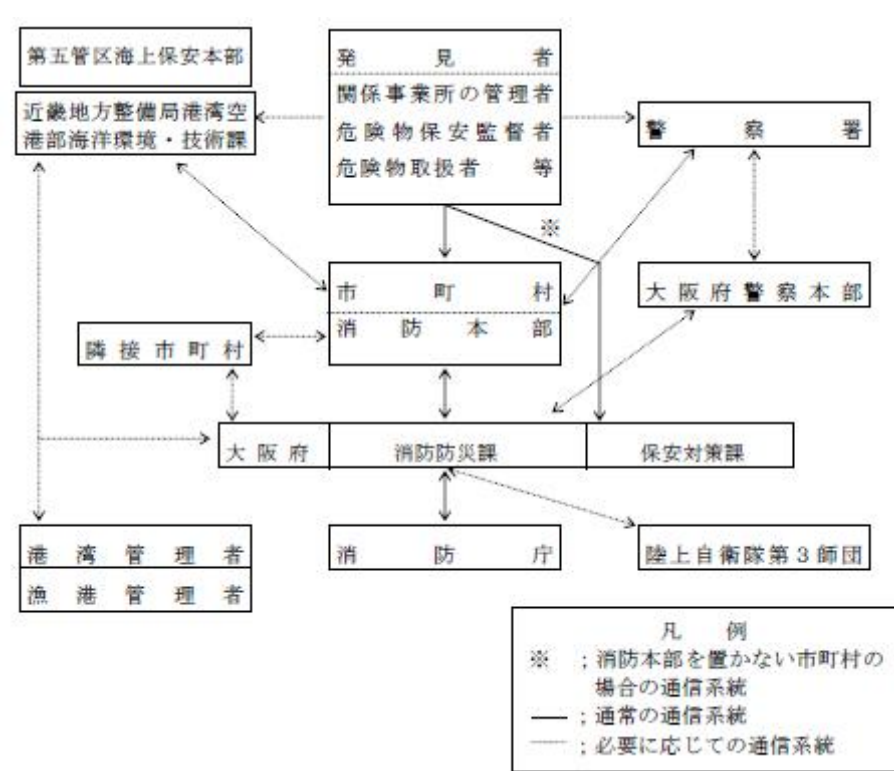 第五管区海上保安本部
近畿地方整備局港湾空
港部海洋環境・技術課
発見者
関係事業所の管理者
危険物保安監督者
危険物取扱者 等
警察署
※
市町村
消防本部
大阪府警察本部
隣接市町村
大阪府
消防防災課
保安対策課
港湾管理者
漁港管理者
消防庁
陸上自衛隊第3師団
凡 例
※ ；消防本部を置かない市町村の
場合の通信系統
；通常の通信系統
；必要に応じての通信系統